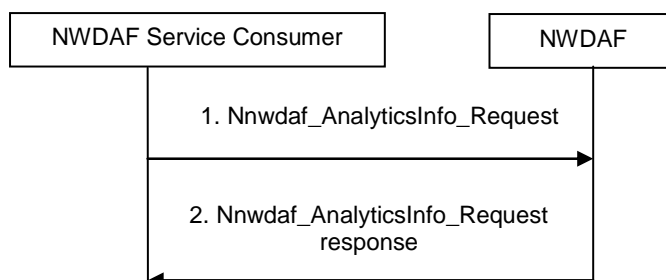 NWDAF Service Consumer
NWDAF
1. Nnwdaf_AnalyticsInfo_Request
2. Nnwdaf_AnalyticsInfo_Request
response